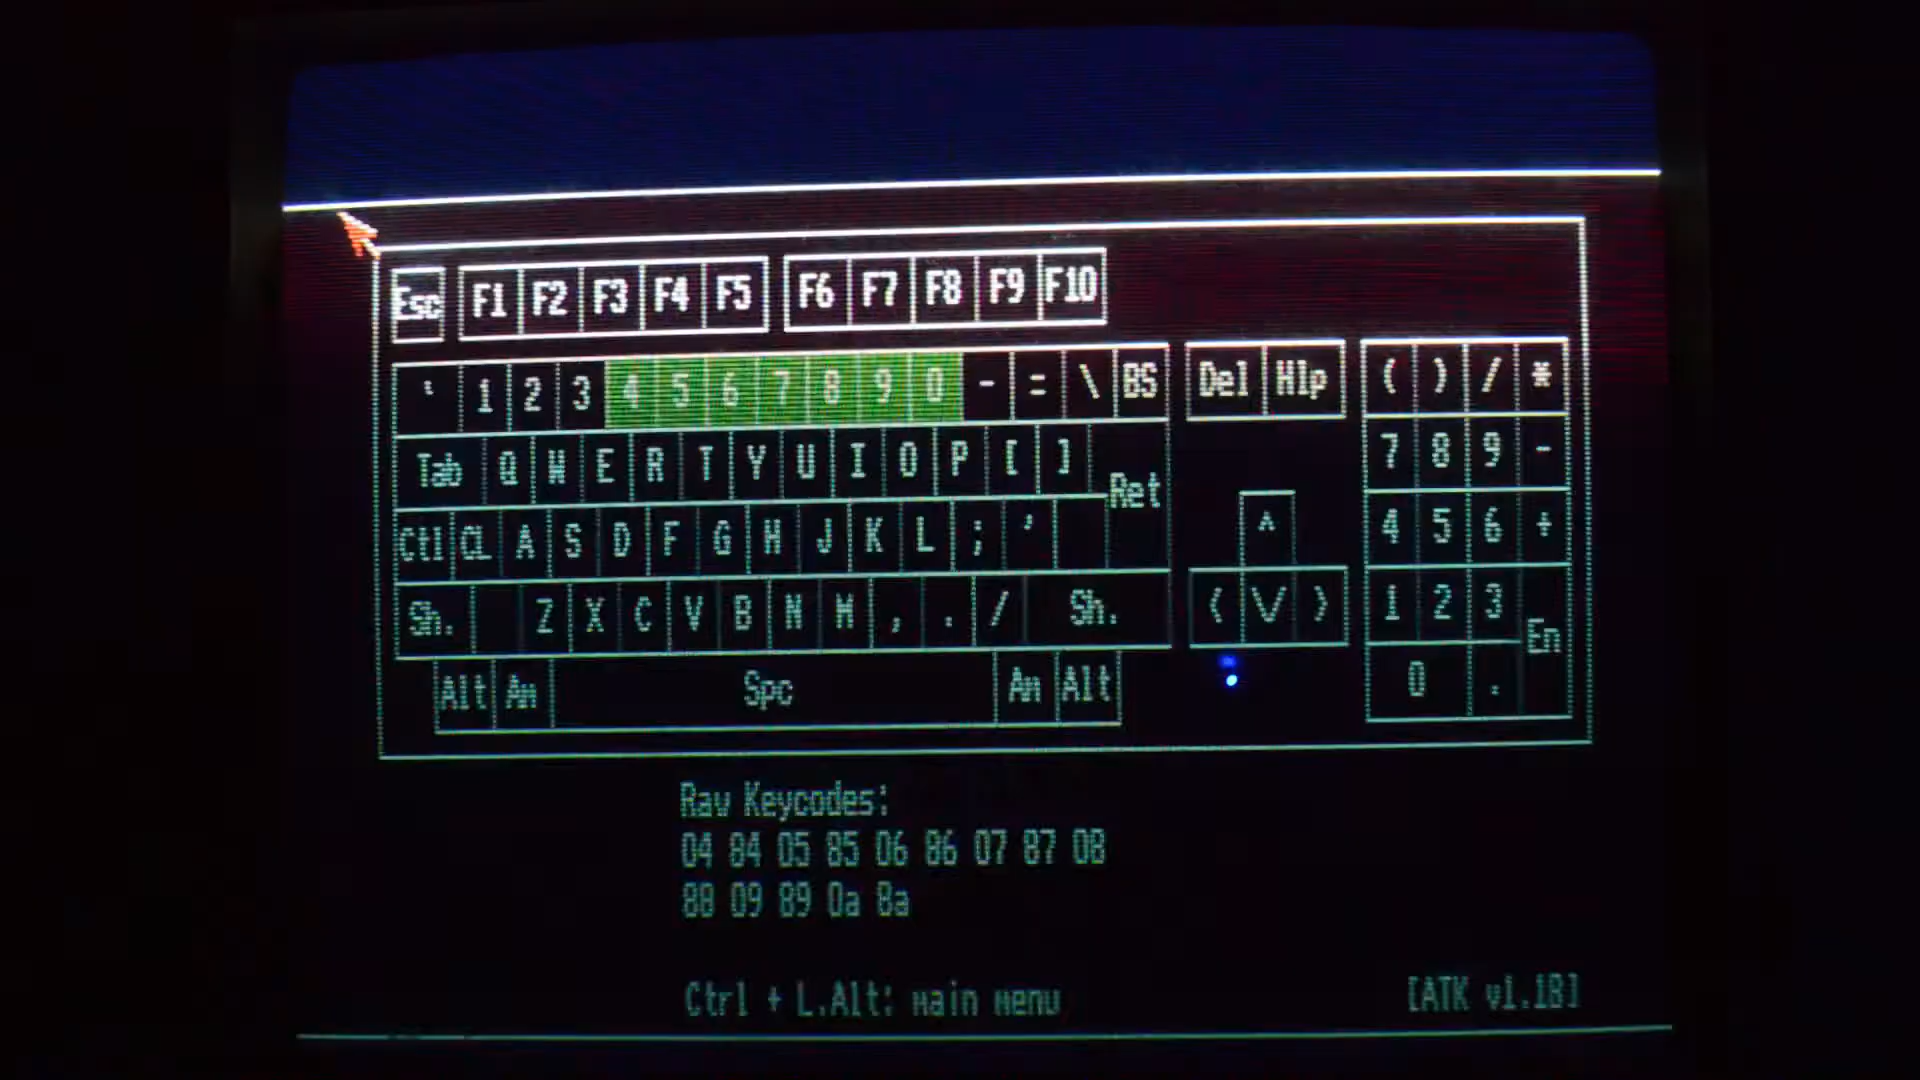 Esc F1 F2 F3 F4 F5 F6 F7 F8 F9 F10
` 1 2 3 4 5 6 7 8 9 0 - = \ BS Del Hlp ( ) / *
Tab Q W E R T Y U I O P [ ] Ret 7 8 9 -
Ctl CL A S D F G H J K L ; ' ^ 4 5 6 +
Sh. Z X C V B N M , . / Sh. < V > 1 2 3 En
Alt Am Spc Am Alt 0 .
Raw Keycodes:
04 84 05 85 06 86 07 87 08
88 09 89 0a 8a
Ctrl + L.Alt: main menu
[ATK v1.1B]